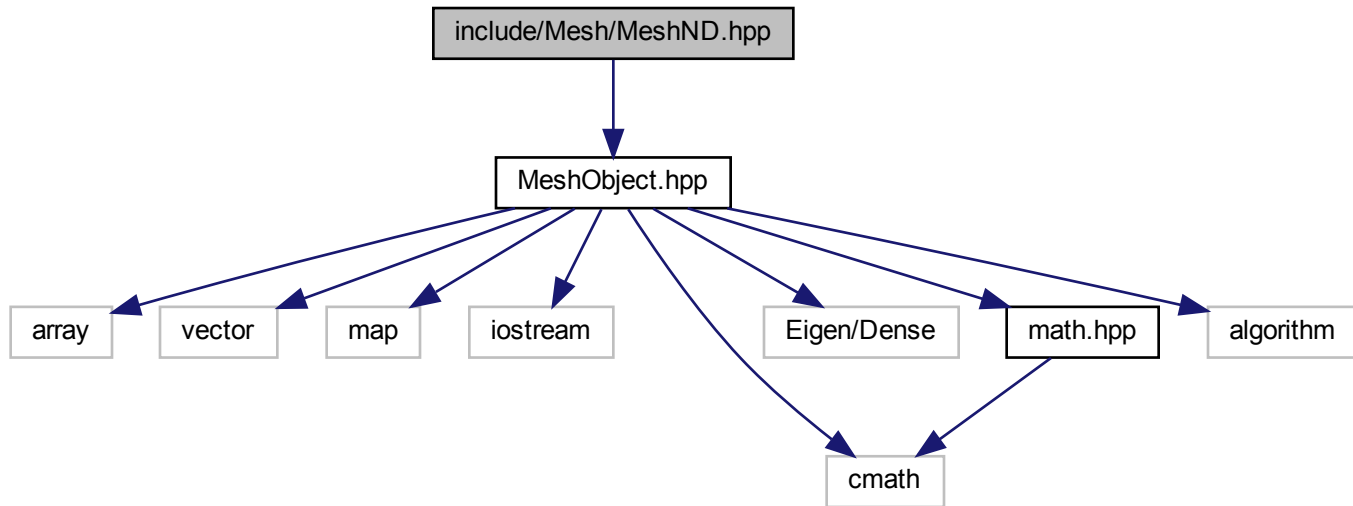 include/Mesh/MeshND.hpp
MeshObject.hpp
array
vector
map
iostream
Eigen/Dense
math.hpp
algorithm
cmath